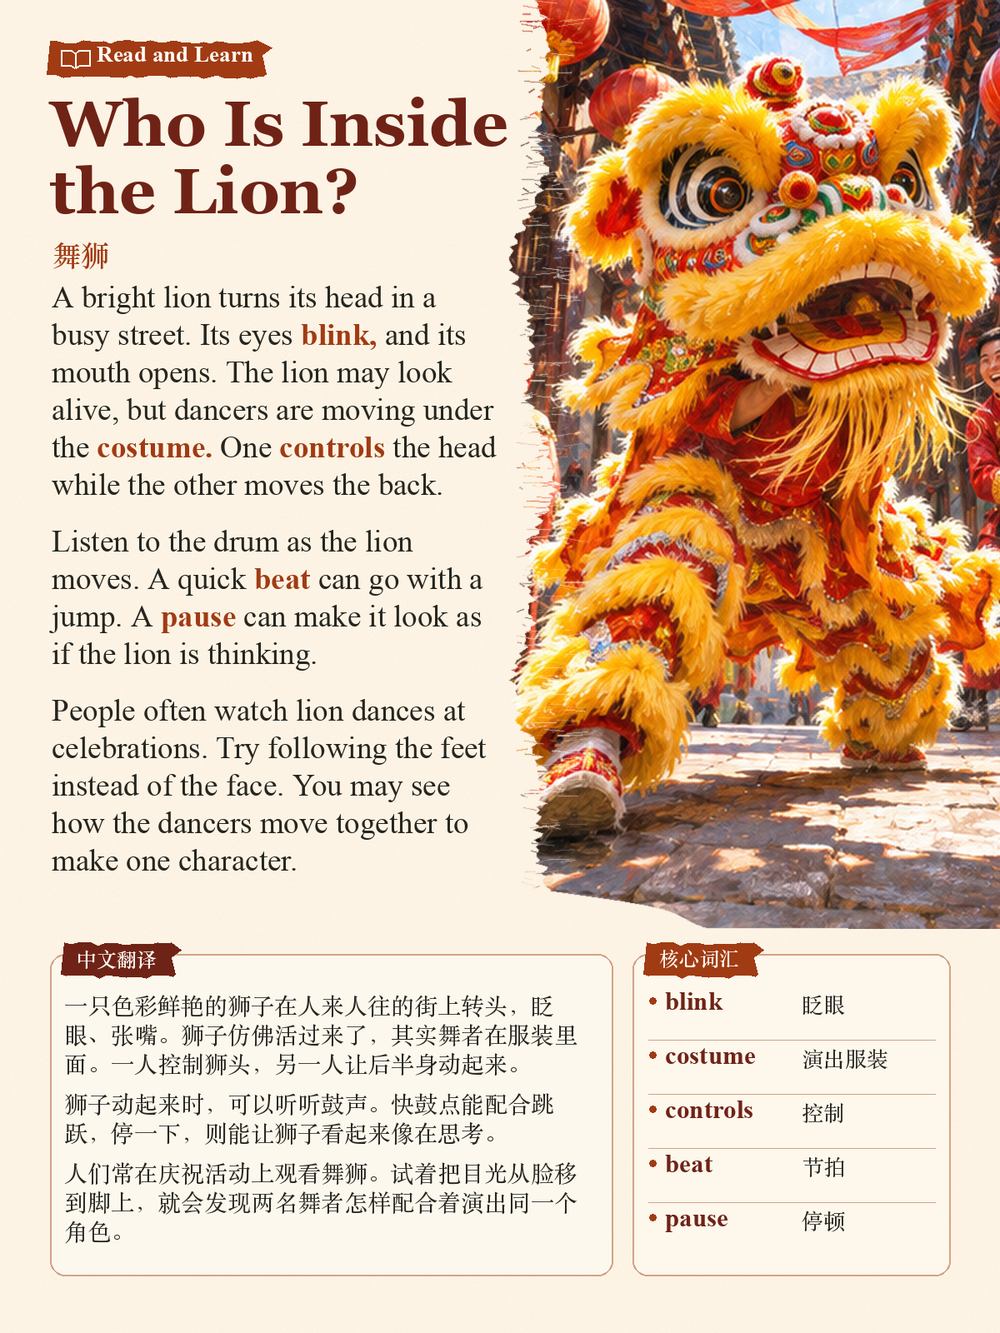 Read and Learn
Who Is Inside
the Lion?
舞狮
A bright lion turns its head in a
busy street. Its eyes blink, and its
mouth opens. The lion may look
alive, but dancers are moving under
the costume. One controls the head
while the other moves the back.
Listen to the drum as the lion
moves. A quick beat can go with a
jump. A pause can make it look as
if the lion is thinking.
People often watch lion dances at
celebrations. Try following the feet
instead of the face. You may see
how the dancers move together to
make one character.
中文翻译
一只色彩鲜艳的狮子在人来人往的街上转头，眨
眼、张嘴。狮子仿佛活过来了，其实舞者在服装里
面。一人控制狮头，另一人让后半身动起来。
狮子动起来时，可以听听鼓声。快鼓点能配合跳
跃，停一下，则能让狮子看起来像在思考。
人们常在庆祝活动上观看舞狮。试着把目光从脸移
到脚上，就会发现两名舞者怎样配合着演出同一个
角色。
核心词汇
• blink 眨眼
• costume 演出服装
• controls 控制
• beat 节拍
• pause 停顿